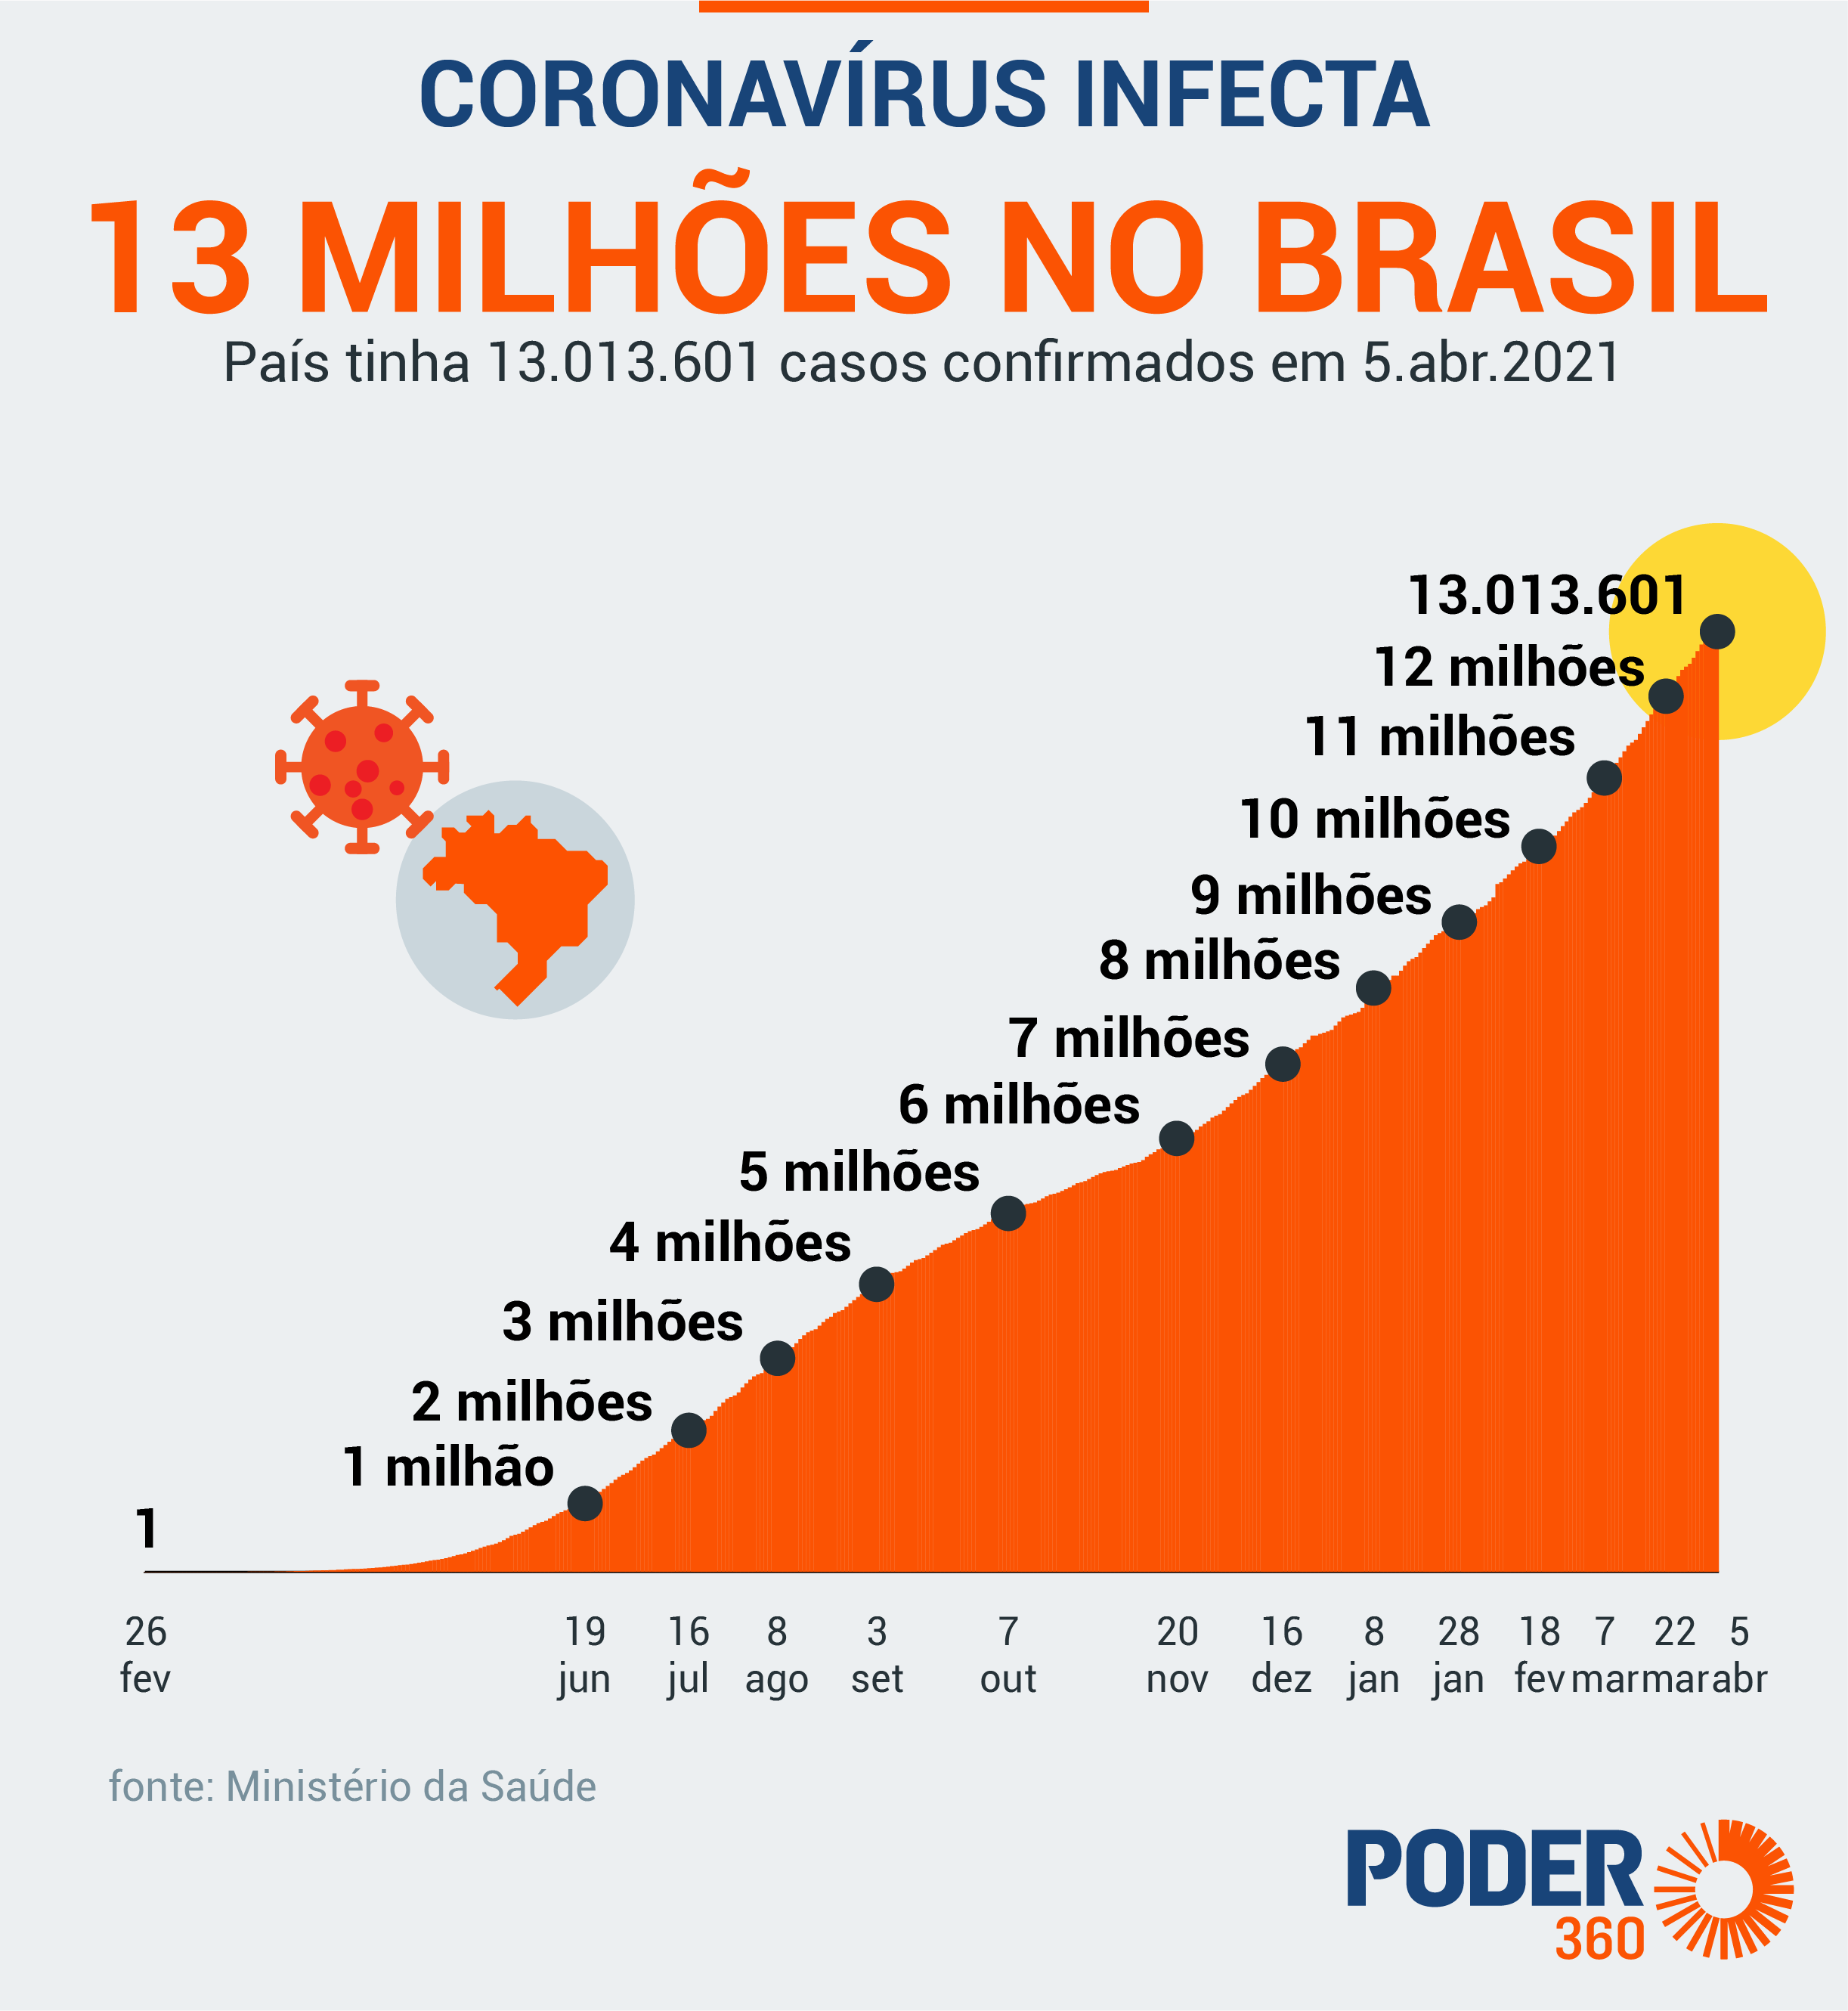 CORONAVÍRUS INFECTA
13 MILHÕES NO BRASIL
País tinha 13.013.601 casos confirmados em 5.abr.2021
13.013.601
12 milhões
11 milhões
10 milhões
9 milhões
8 milhões
7 milhões
6 milhões
5 milhões
4 milhões
3 milhões
2 milhões
1 milhão
1
26 19 16 8 3 7 20 16 8 28 18 7 22 5
fev jun jul ago set out nov dez jan jan fev mar mar abr
fonte: Ministério da Saúde
PODER
360